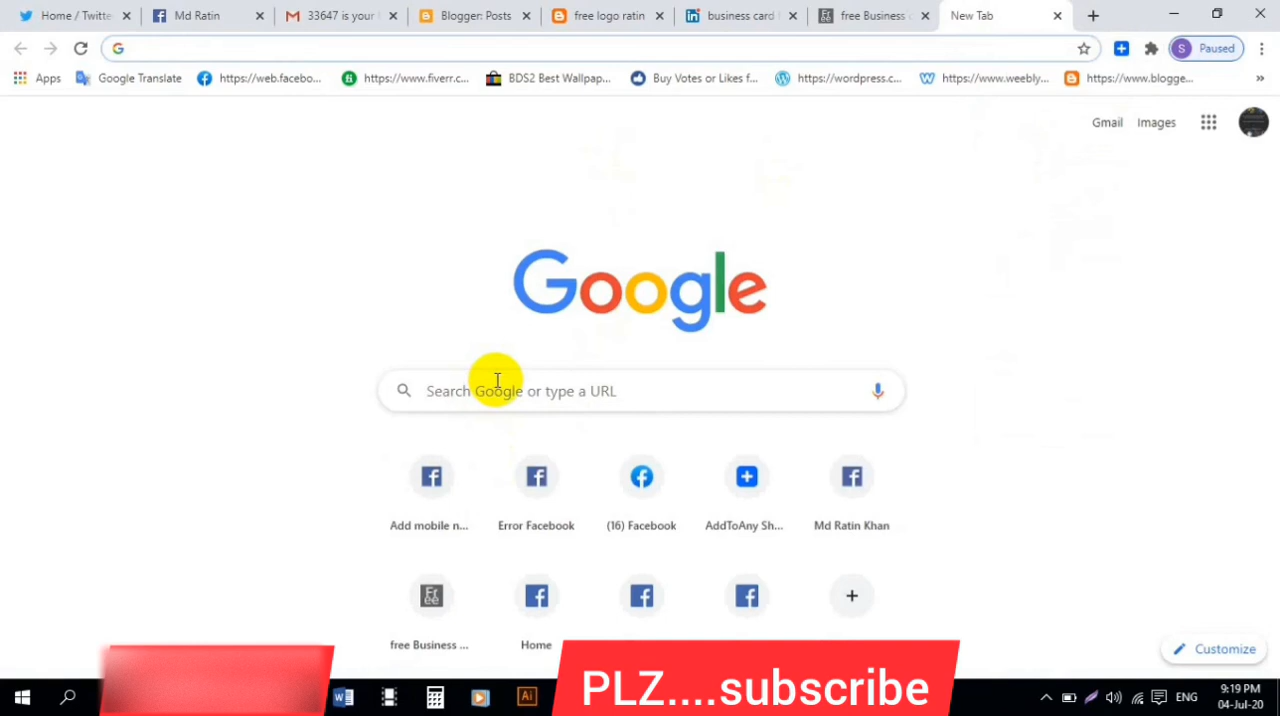 Home / Twitte
Md Ratin
33647 is your
Blogger: Posts
free logo ratin
business card
free Business c
New Tab
Paused
Apps
Google Translate
https://web.facebo...
https://www.fiverr.c...
BDS2 Best Wallpap...
Buy Votes or Likes f...
https://wordpress.c...
https://www.weebly...
https://www.blogge...
Gmail
Images
Google
Search Google or type a URL
Add mobile n...
Error Facebook
(16) Facebook
AddToAny Sh...
Md Ratin Khan
free Business ...
Home
Customize
PLZ....subscribe
ENG
9:19 PM
04-Jul-20